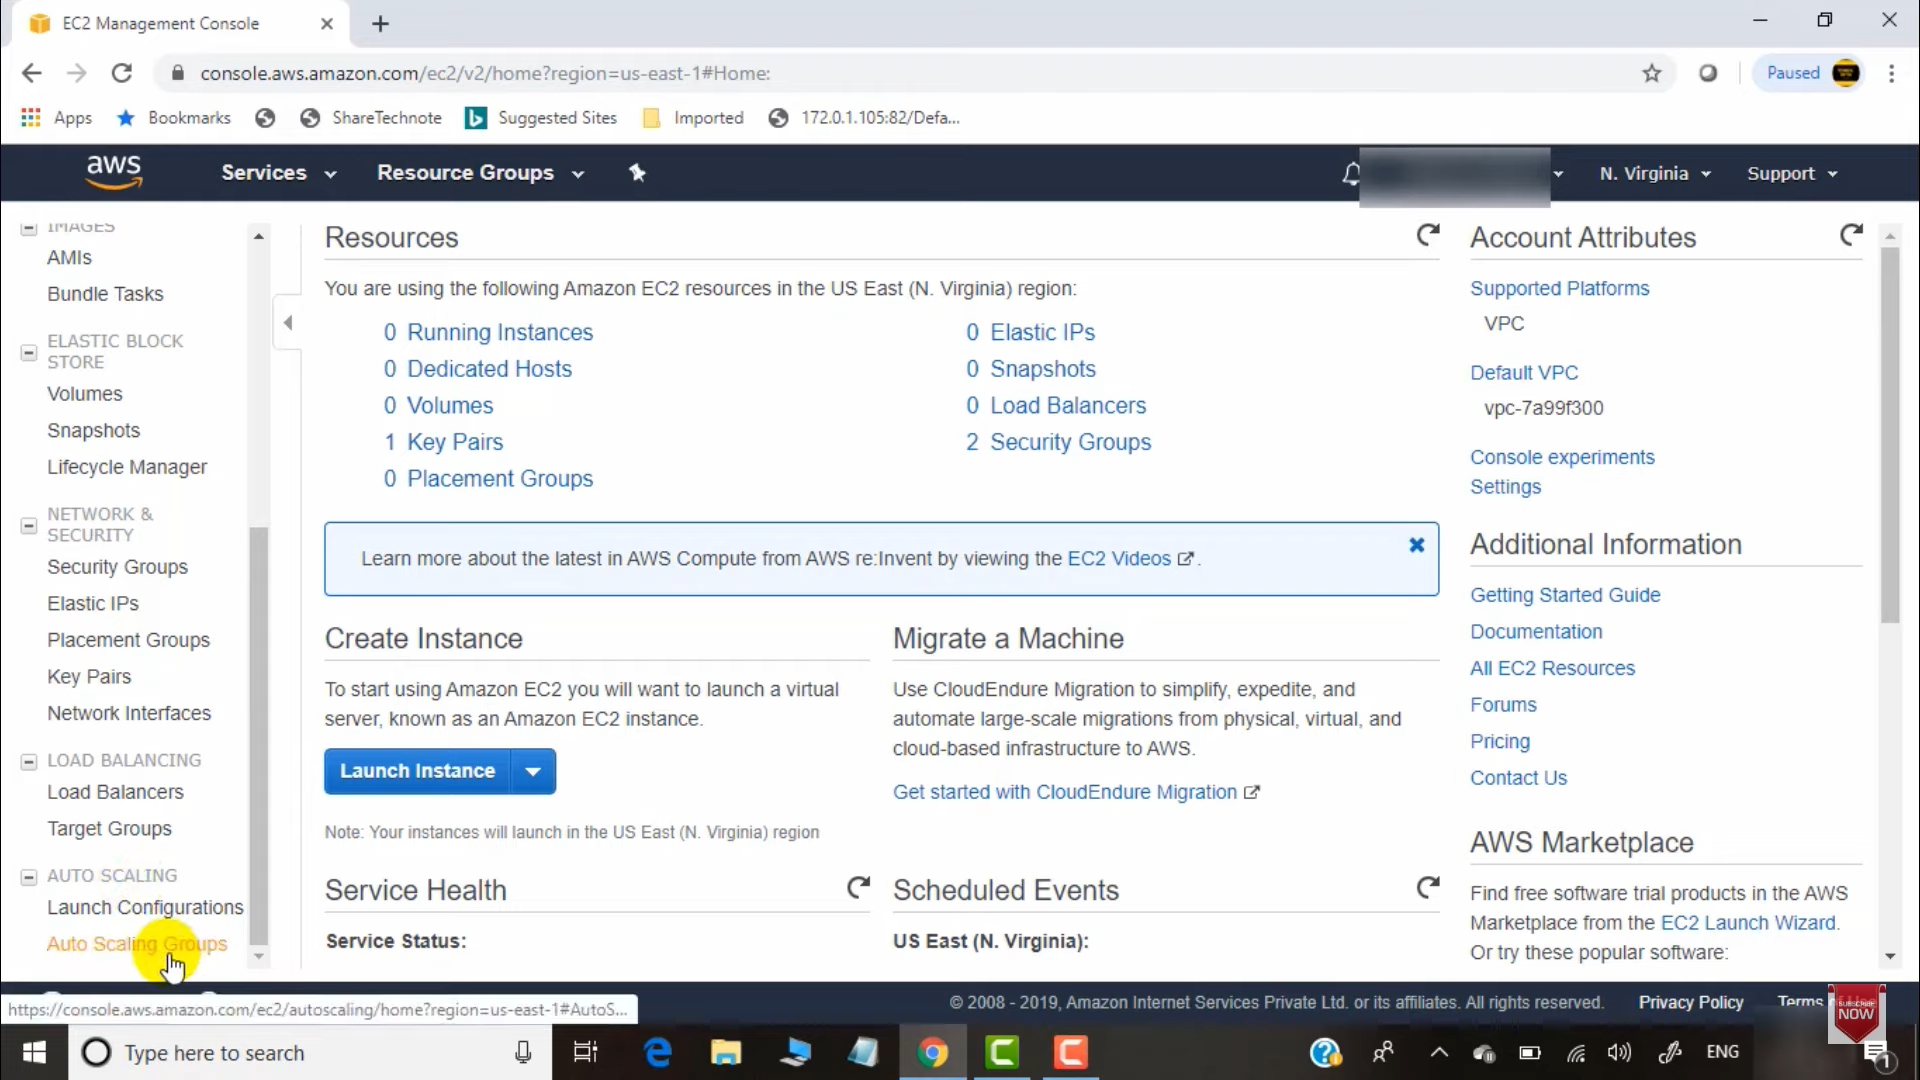 EC2 Management Console
console.aws.amazon.com/ec2/v2/home?region=us-east-1#Home:
Paused
Apps
Bookmarks
ShareTechnote
Suggested Sites
Imported
172.0.1.105:82/Defa...
aws
Services
Resource Groups
N. Virginia
Support
IMAGES
AMIs
Bundle Tasks
ELASTIC BLOCK
STORE
Volumes
Snapshots
Lifecycle Manager
NETWORK &
SECURITY
Security Groups
Elastic IPs
Placement Groups
Key Pairs
Network Interfaces
LOAD BALANCING
Load Balancers
Target Groups
AUTO SCALING
Launch Configurations
Auto Scaling Groups
Resources
You are using the following Amazon EC2 resources in the US East (N. Virginia) region:
0 Running Instances
0 Dedicated Hosts
0 Volumes
1 Key Pairs
0 Placement Groups
0 Elastic IPs
0 Snapshots
0 Load Balancers
2 Security Groups
Learn more about the latest in AWS Compute from AWS re:Invent by viewing the EC2 Videos .
Create Instance
To start using Amazon EC2 you will want to launch a virtual
server, known as an Amazon EC2 instance.
Launch Instance
Note: Your instances will launch in the US East (N. Virginia) region
Migrate a Machine
Use CloudEndure Migration to simplify, expedite, and
automate large-scale migrations from physical, virtual, and
cloud-based infrastructure to AWS.
Get started with CloudEndure Migration
Service Health
Service Status:
Scheduled Events
US East (N. Virginia):
Account Attributes
Supported Platforms
VPC
Default VPC
vpc-7a99f300
Console experiments
Settings
Additional Information
Getting Started Guide
Documentation
All EC2 Resources
Forums
Pricing
Contact Us
AWS Marketplace
Find free software trial products in the AWS
Marketplace from the EC2 Launch Wizard.
Or try these popular software:
https://console.aws.amazon.com/ec2/autoscaling/home?region=us-east-1#AutoS...
© 2008 - 2019, Amazon Internet Services Private Ltd. or its affiliates. All rights reserved.
Privacy Policy
Terms
SUBSCRIBE
NOW
Type here to search
ENG
1